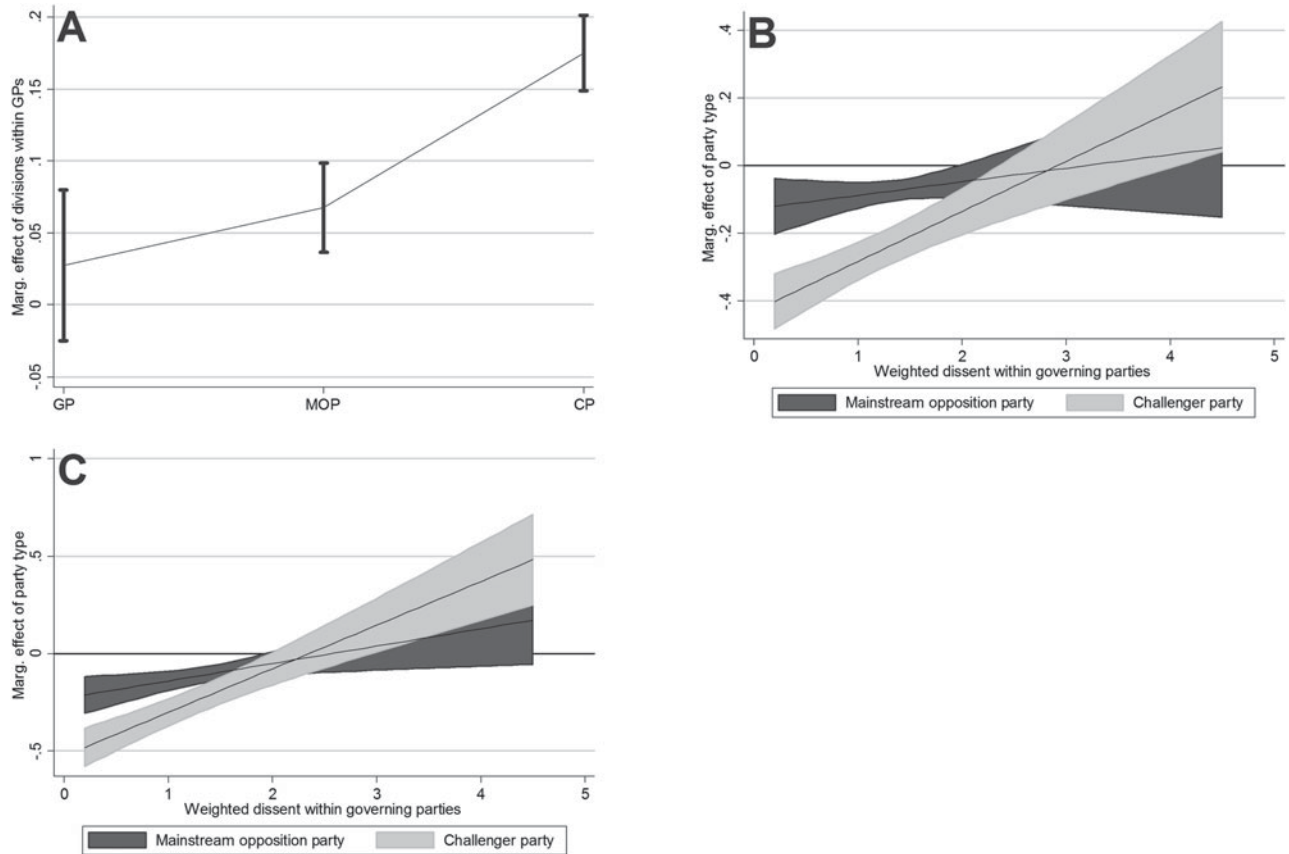 A
Marg. effect of divisions within GPs
.2
.15
.1
.05
0
-.05
GP MOP CP
B
Marg. effect of party type
.4
.2
0
-.2
-.4
0 1 2 3 4 5
Weighted dissent within governing parties
Mainstream opposition party Challenger party
C
Marg. effect of party type
1
.5
0
-.5
0 1 2 3 4 5
Weighted dissent within governing parties
Mainstream opposition party Challenger party